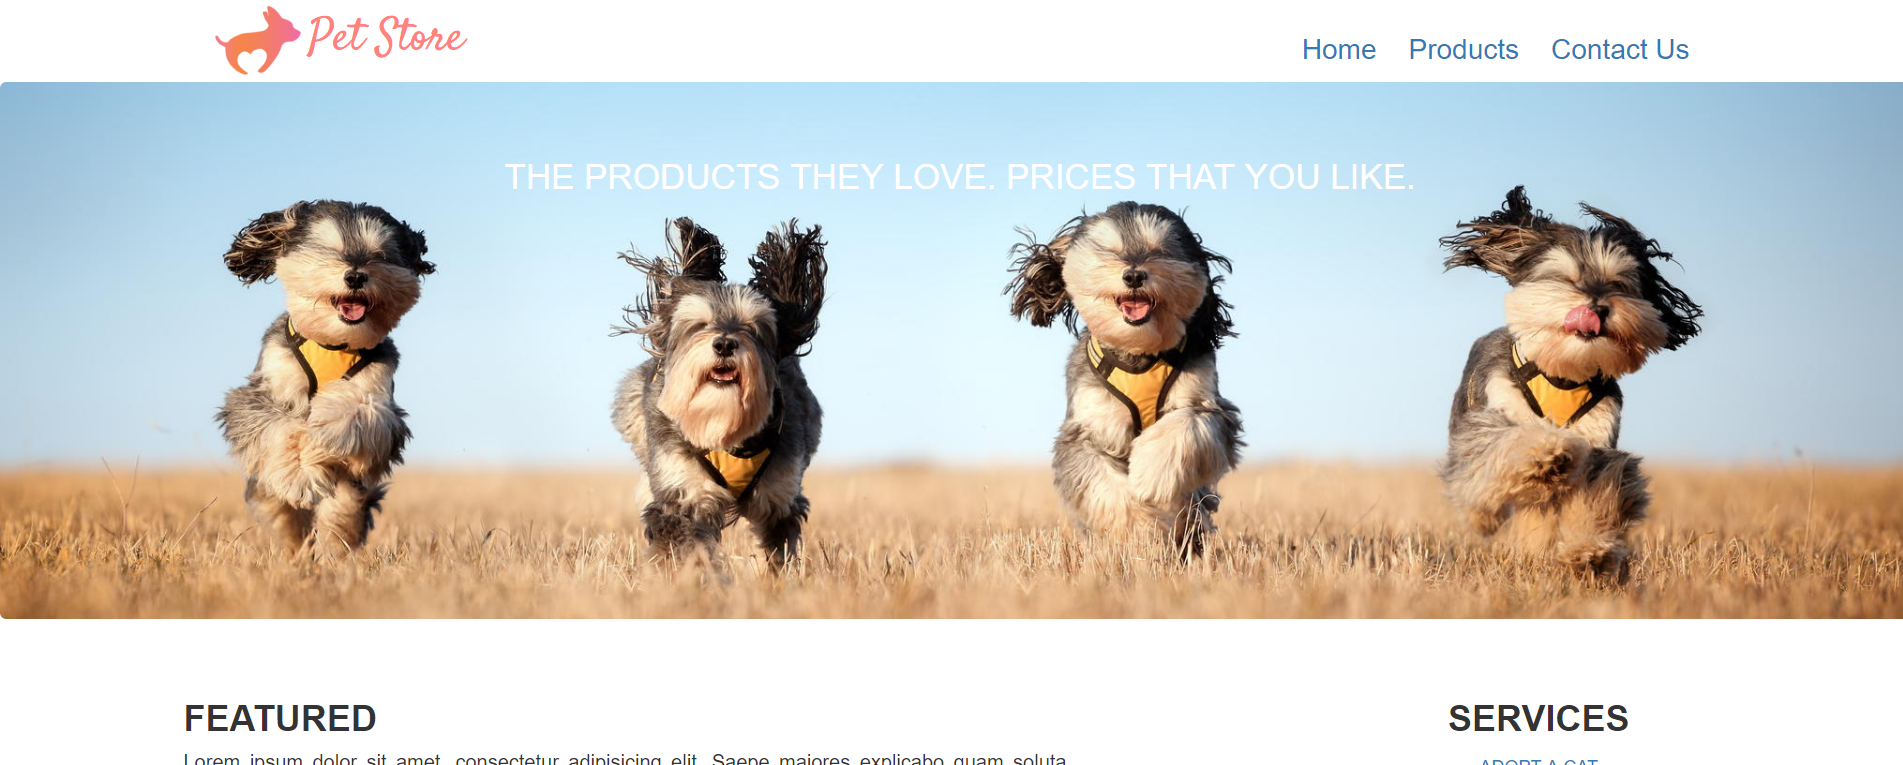 Pet Store
Home Products Contact Us
THE PRODUCTS THEY LOVE. PRICES THAT YOU LIKE.
FEATURED
SERVICES
Lorem ipsum dolor sit amet, consectetur adipisicing elit. Saepe maiores explicabo quam soluta
ADOPT A CAT